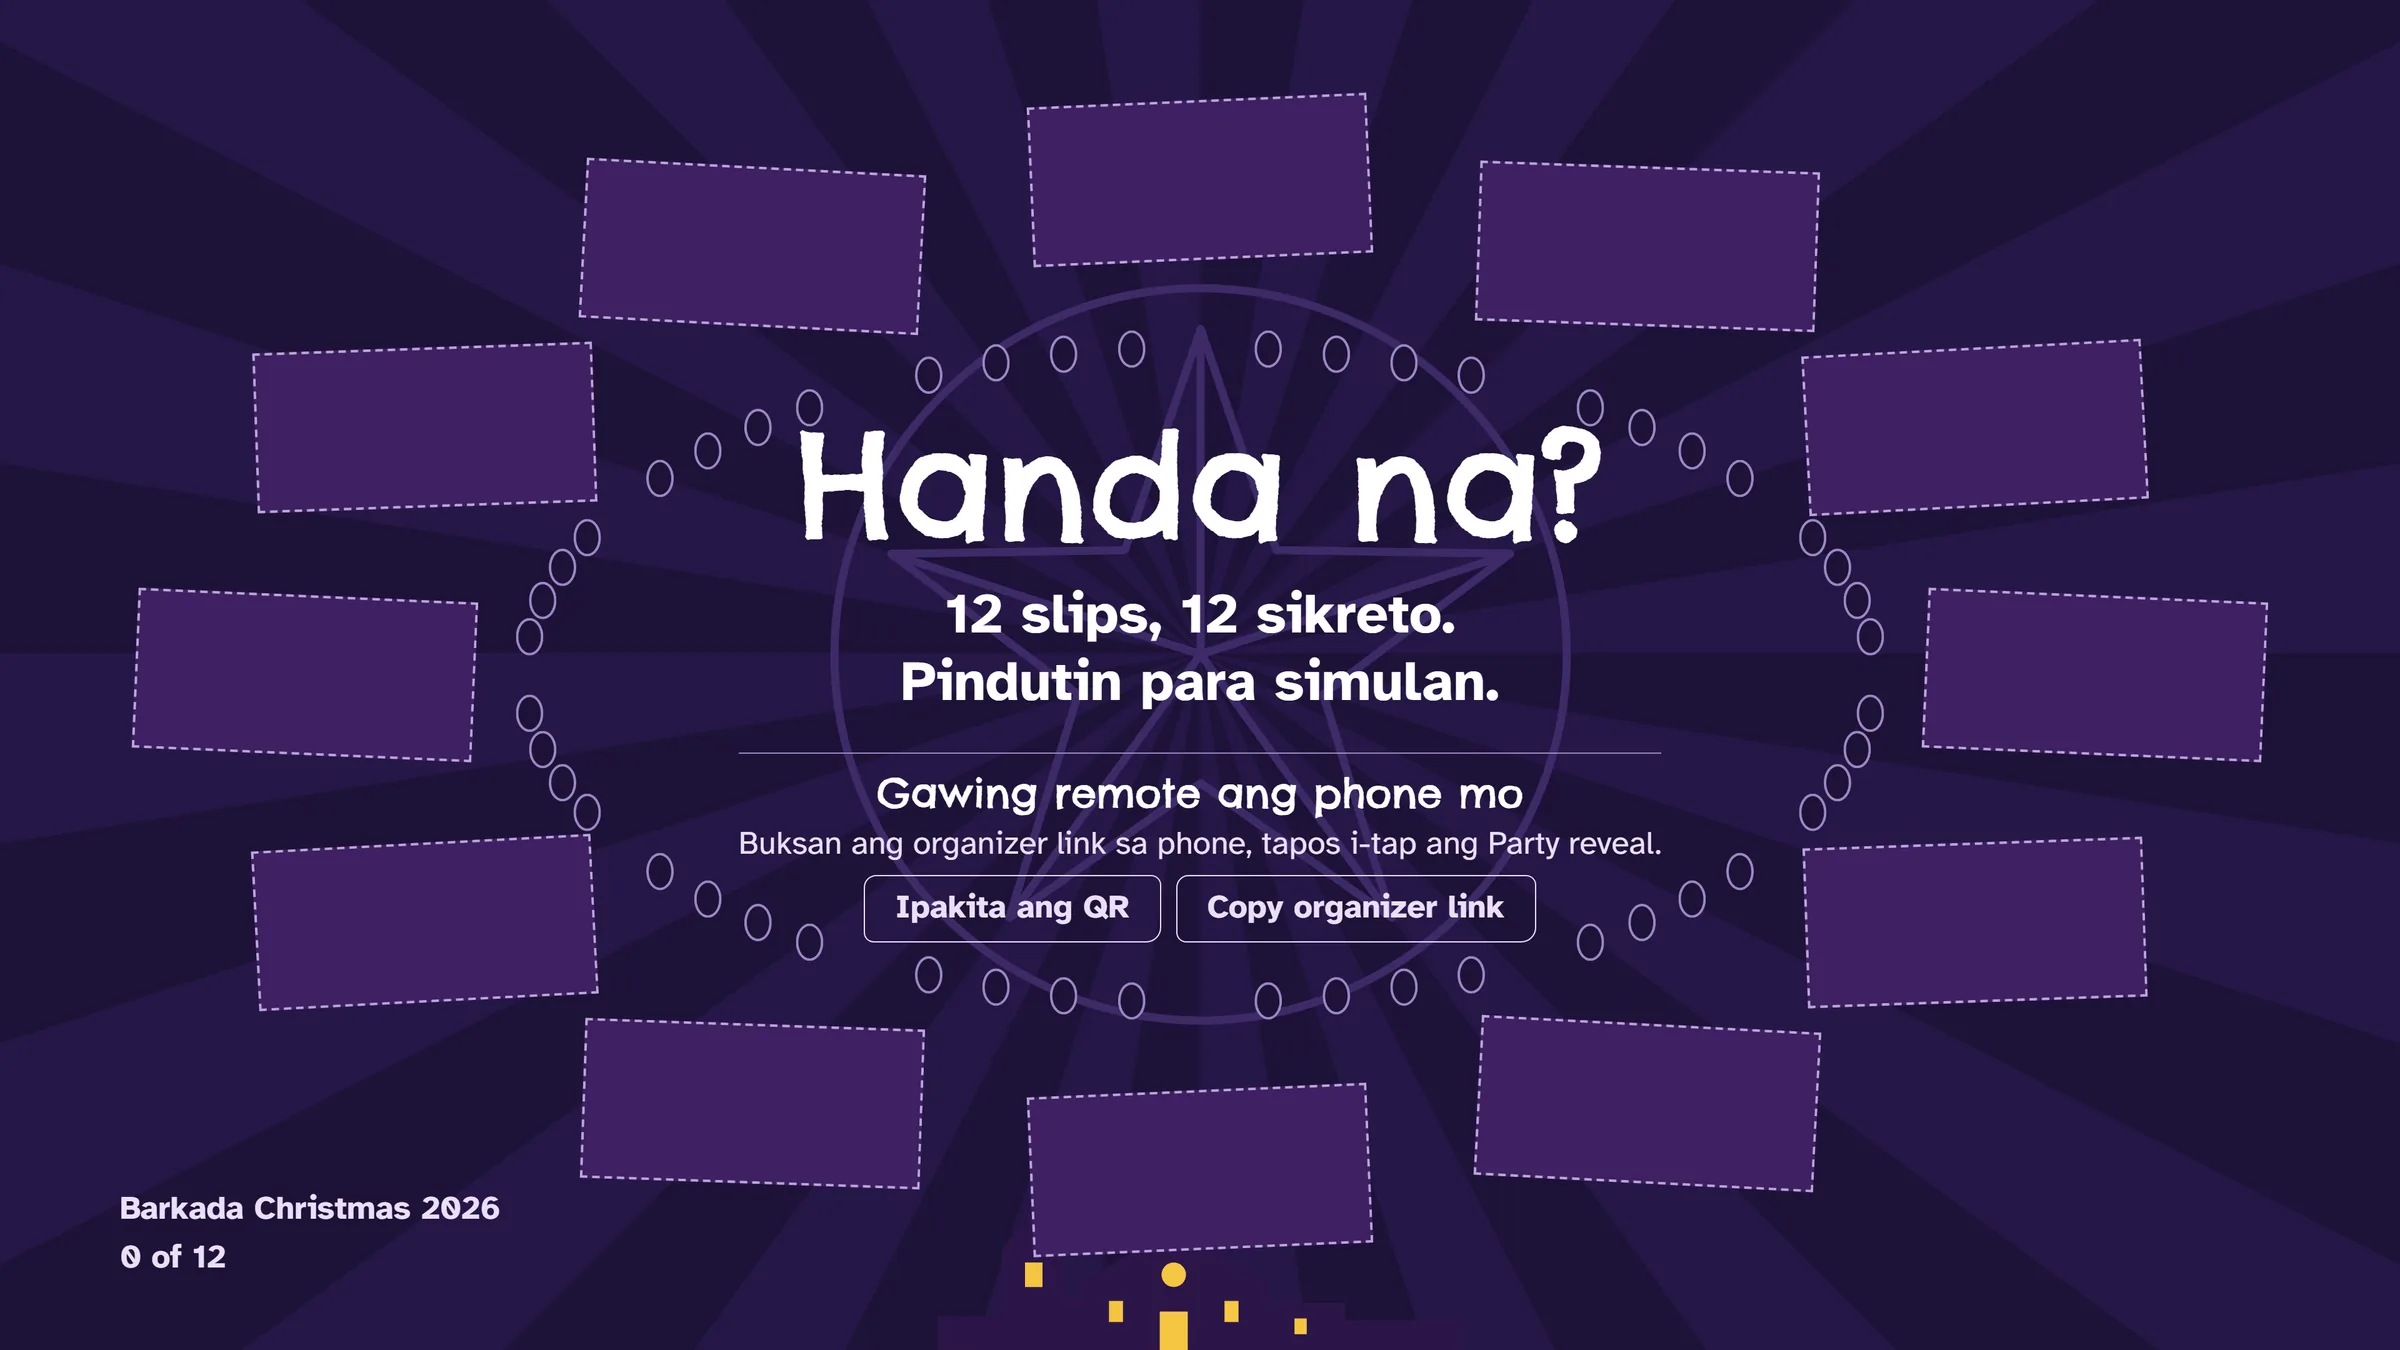 Handa na?
12 slips, 12 sikreto.
Pindutin para simulan.
Gawing remote ang phone mo
Buksan ang organizer link sa phone, tapos i-tap ang Party reveal.
Ipakita ang QR
Copy organizer link
Barkada Christmas 2026
0 of 12